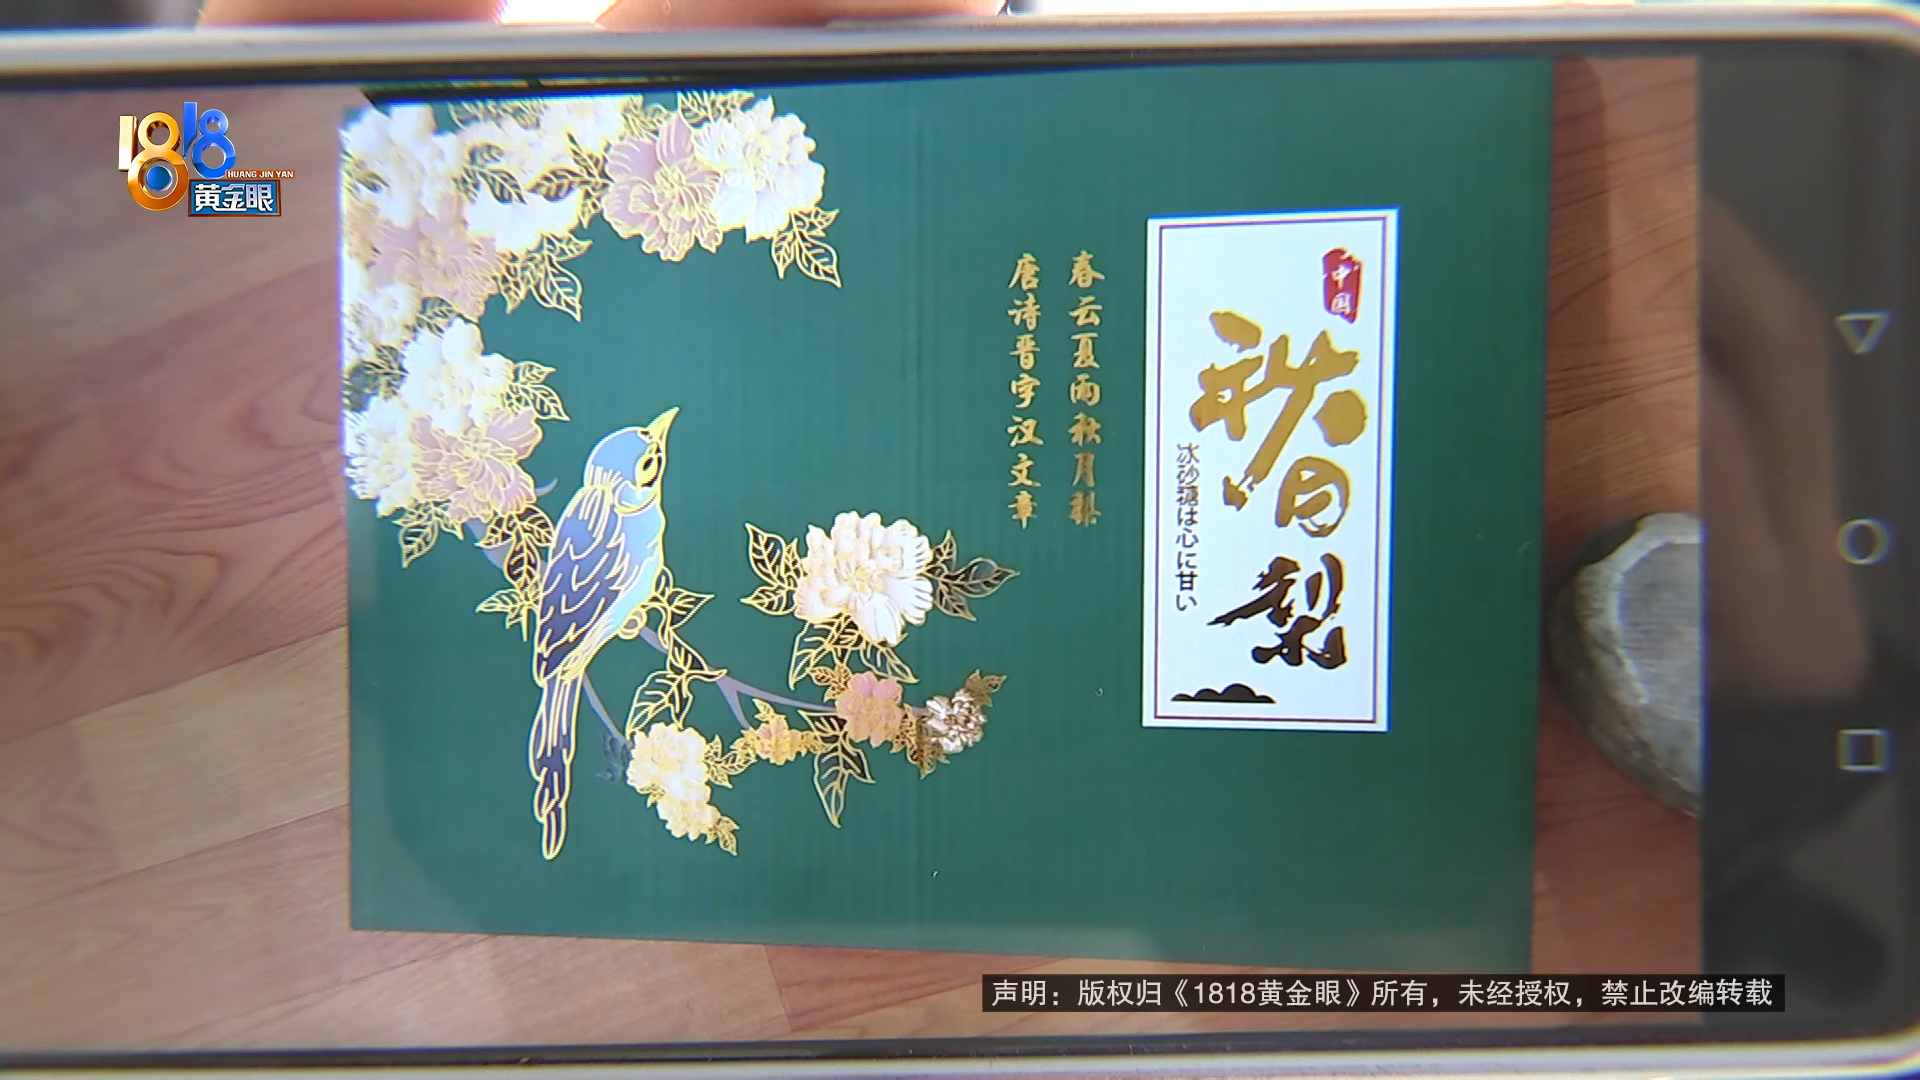 1818
HUANG JIN YAN
黄金眼
中国
秋月梨
冰砂糖は心に甘い
春云夏雨秋月梨
唐诗晋字汉文章
声明：版权归《1818黄金眼》所有，未经授权，禁止改编转载